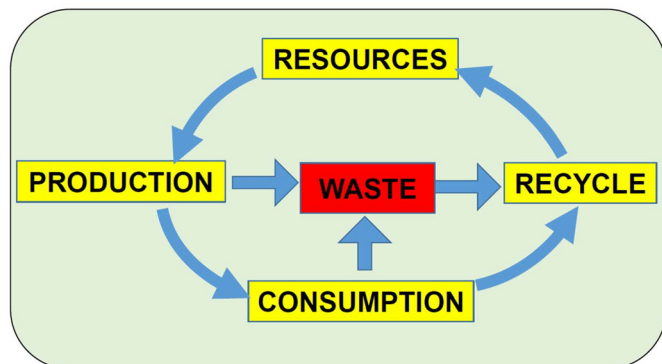 RESOURCES
PRODUCTION
WASTE
RECYCLE
CONSUMPTION